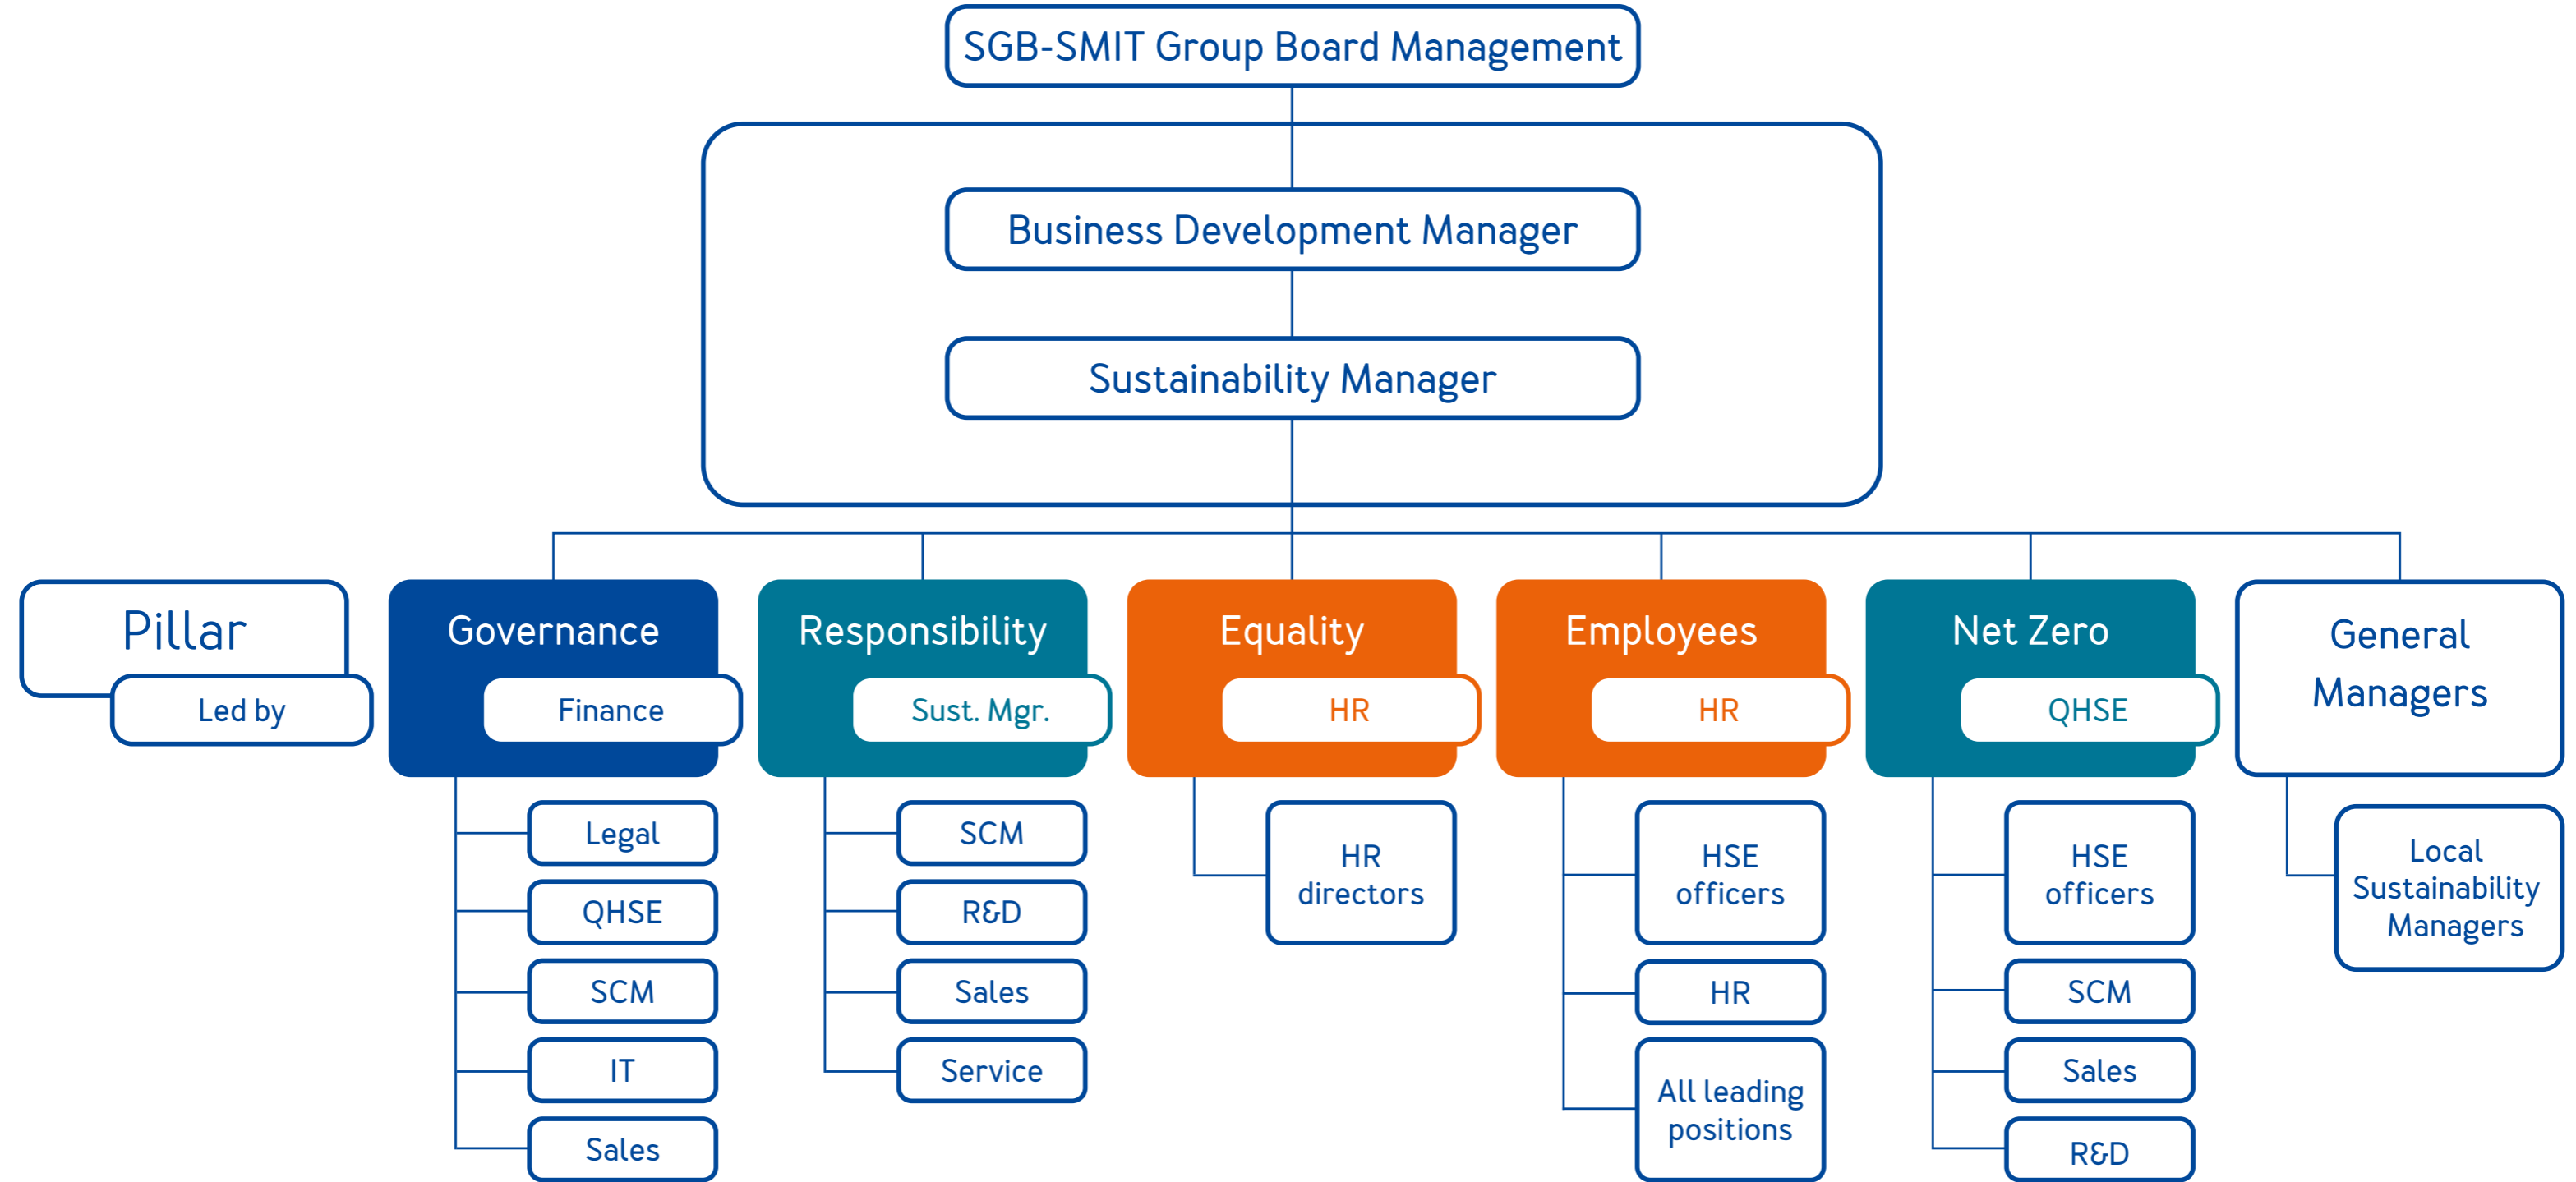 SGB-SMIT Group Board Management
Business Development Manager
Sustainability Manager
Pillar
Led by
Governance
Finance
Legal
QHSE
SCM
IT
Sales
Responsibility
Sust. Mgr.
SCM
R&D
Sales
Service
Equality
HR
HR
directors
Employees
HR
HSE
officers
HR
All leading
positions
Net Zero
QHSE
HSE
officers
SCM
Sales
R&D
General
Managers
Local
Sustainability
Managers